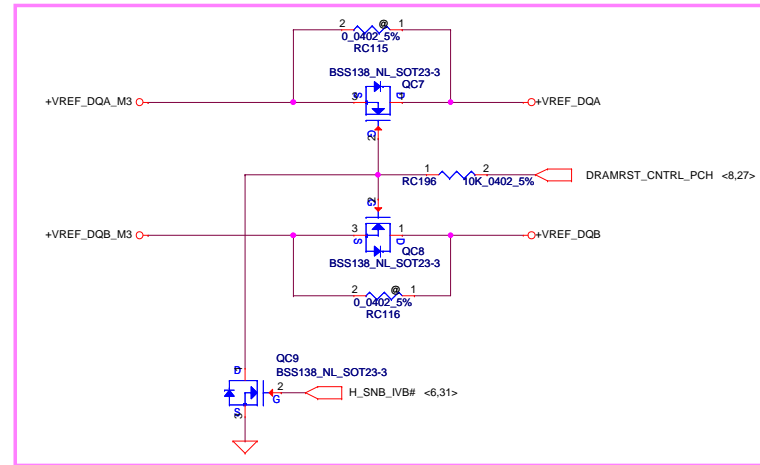 2 @ 1
0_0402_5%
RC115
BSS138_NL_SOT23-3
QC7
+VREF_DQA_M3 3 S D 1 +VREF_DQA
G
2
1 2
RC196 10K_0402_5% DRAMRST_CNTRL_PCH <8,27>
2
G
+VREF_DQB_M3 3 S D 1 +VREF_DQB
QC8
BSS138_NL_SOT23-3
2 @ 1
0_0402_5%
RC116
QC9
BSS138_NL_SOT23-3
1
D
2 H_SNB_IVB# <6,31>
G
S
3